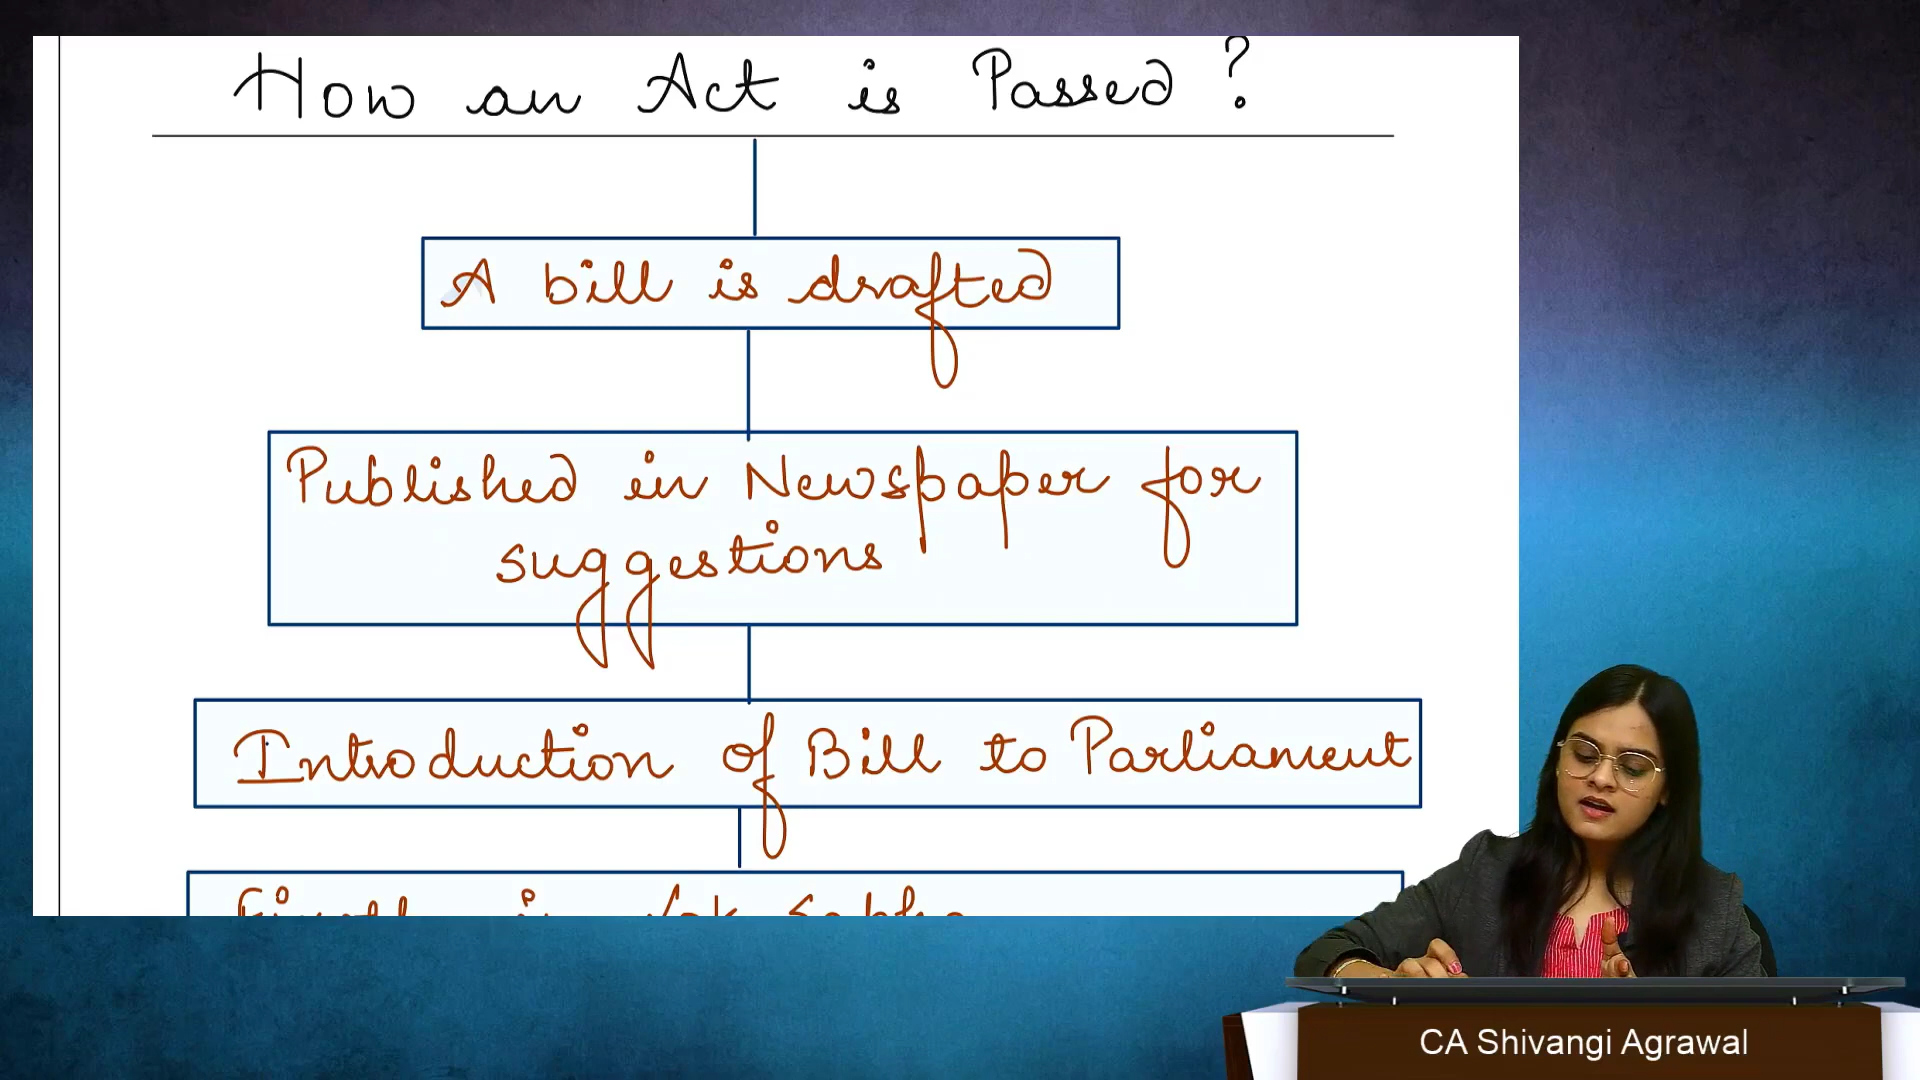 How an Act is Passed?
A bill is drafted
Published in Newspaper for
suggestions
Introduction of Bill to Parliament
CA Shivangi Agrawal